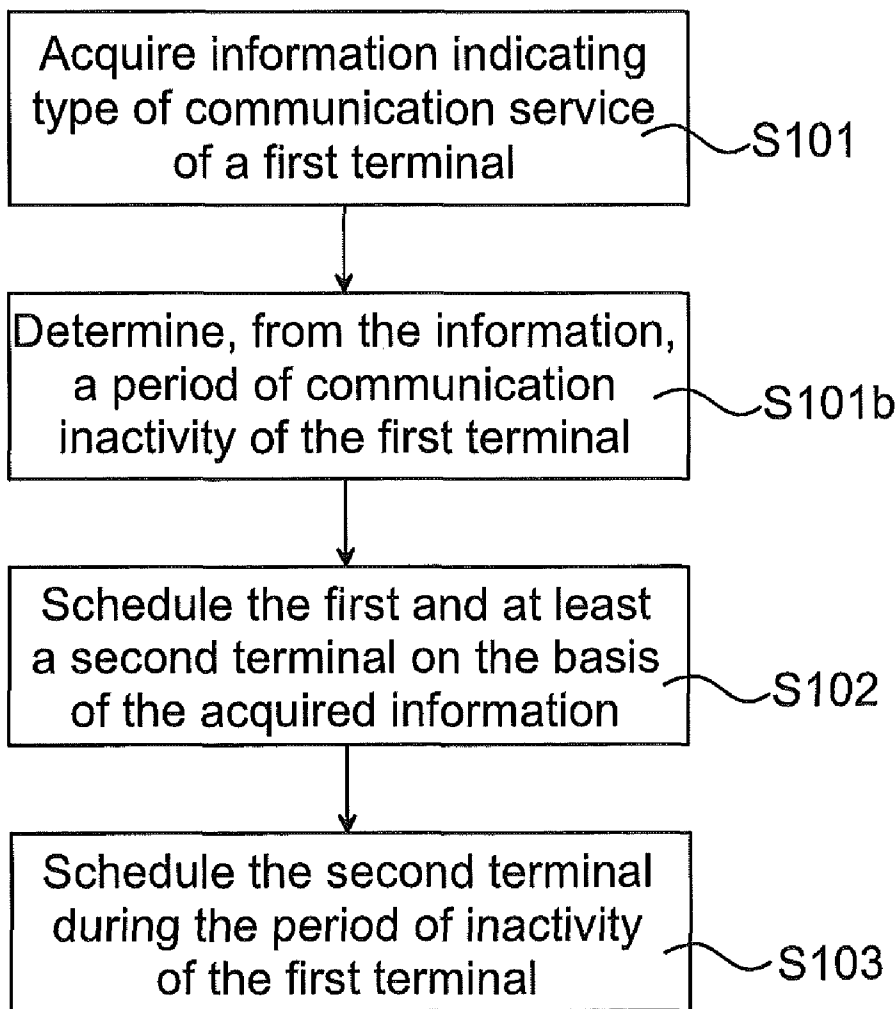 Acquire information indicating
type of communication service
of a first terminal
S101
Determine, from the information,
a period of communication
inactivity of the first terminal
S101b
Schedule the first and at least
a second terminal on the basis
of the acquired information
S102
Schedule the second terminal
during the period of inactivity
of the first terminal
S103